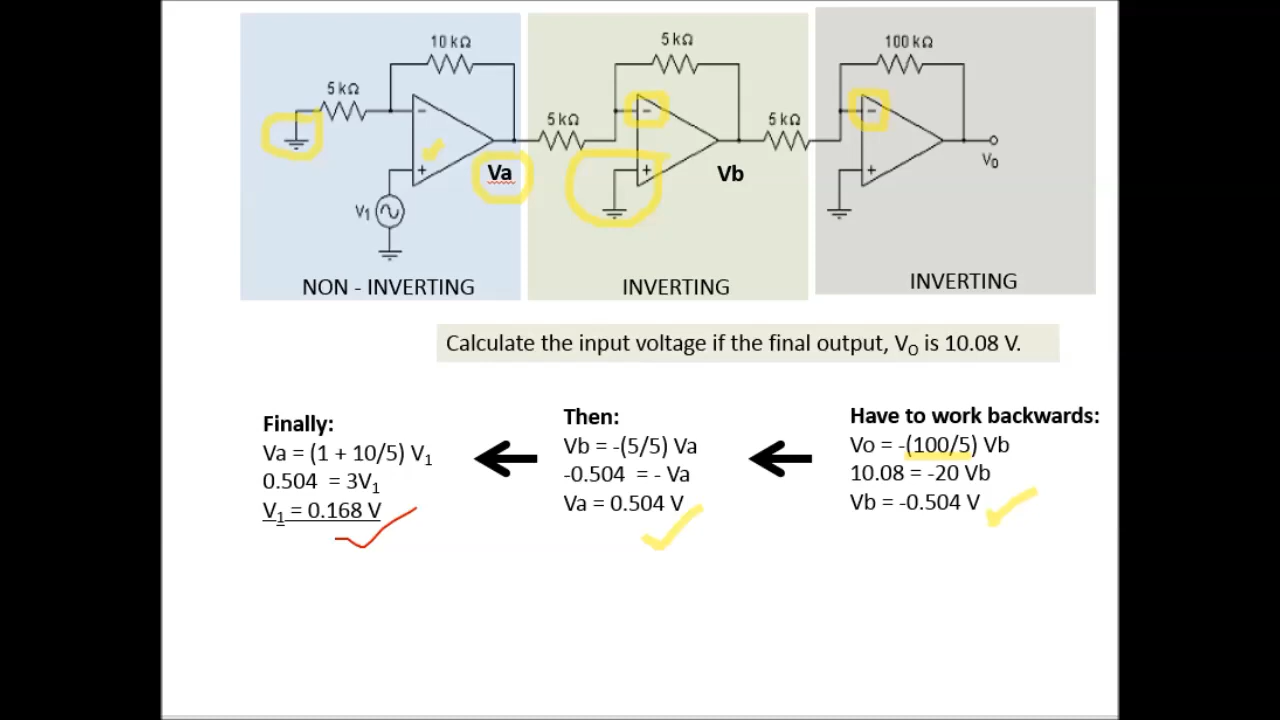 10 kΩ
5 kΩ
100 kΩ
5 kΩ
5 kΩ
5 kΩ
−
−
−
+
+
+
Va
Vb
Vo
V1
NON - INVERTING
INVERTING
INVERTING
Calculate the input voltage if the final output, VO is 10.08 V.
Finally:
Va = (1 + 10/5) V1
0.504 = 3V1
V1 = 0.168 V
Then:
Vb = -(5/5) Va
-0.504 = - Va
Va = 0.504 V
Have to work backwards:
Vo = -(100/5) Vb
10.08 = -20 Vb
Vb = -0.504 V